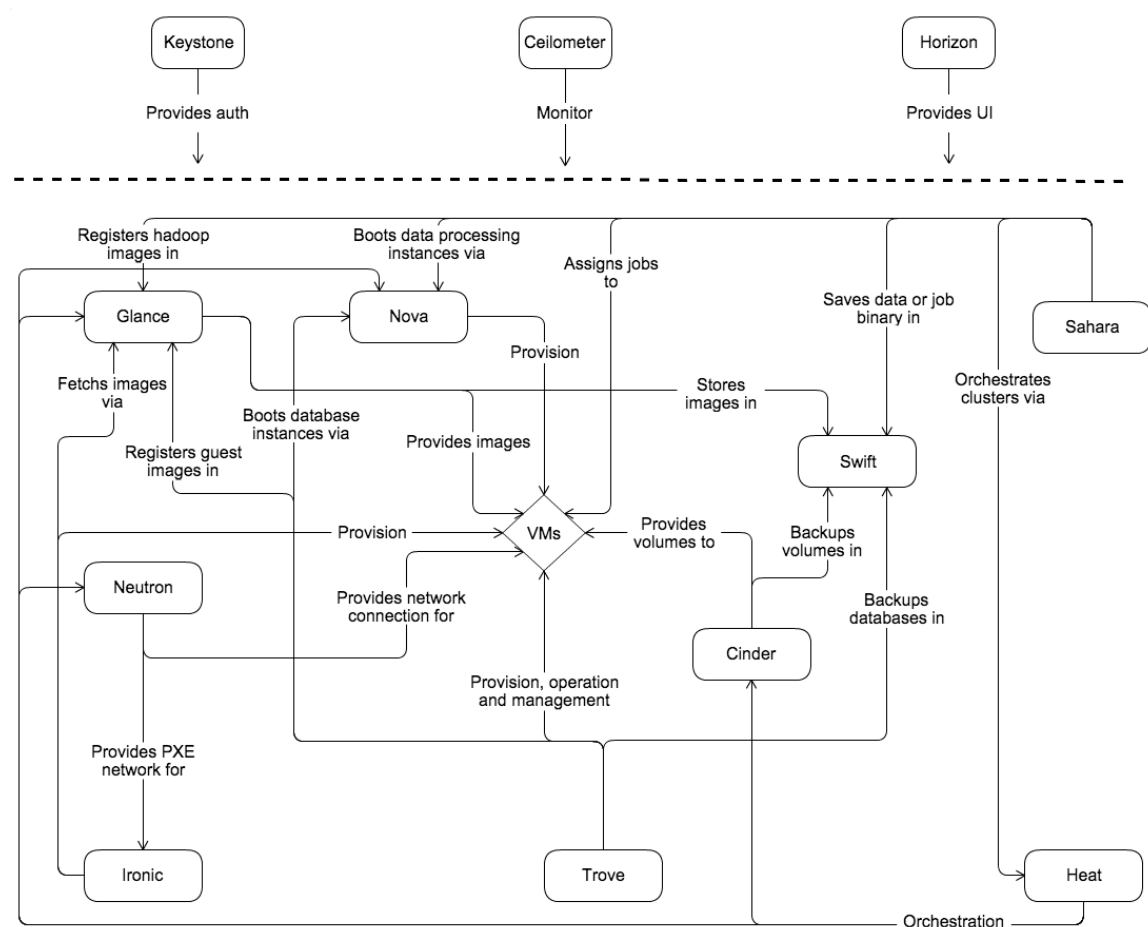 Keystone
Ceilometer
Horizon
Provides auth
Monitor
Provides UI
Registers hadoop
images in
Boots data processing
instances via
Assigns jobs
to
Saves data or job
binary in
Glance
Nova
Sahara
Provision
Fetchs images
via
Boots database
instances via
Stores
images in
Orchestrates
clusters via
Registers guest
images in
Provides images
Swift
Provision
VMs
Provides
volumes to
Backups
volumes in
Neutron
Provides network
connection for
Backups
databases in
Cinder
Provision, operation
and management
Provides PXE
network for
Ironic
Trove
Heat
Orchestration